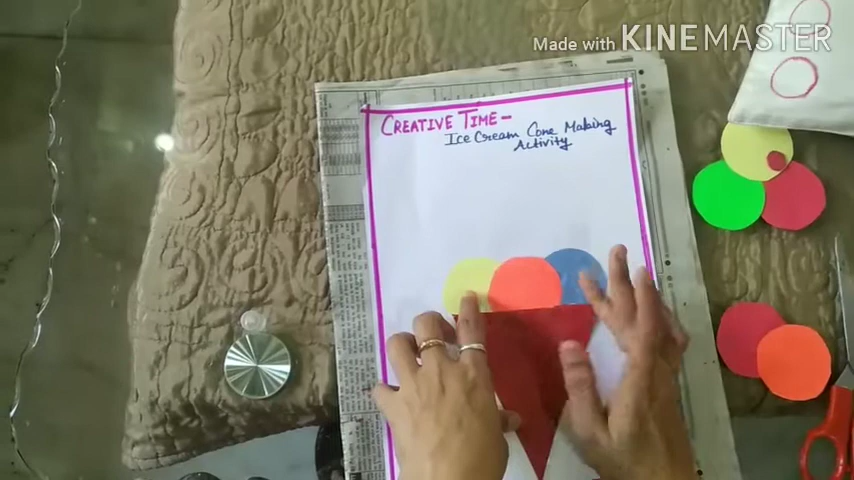 Made with KINEMASTER
CREATIVE TIME-
Ice Cream Cone Making
Activity